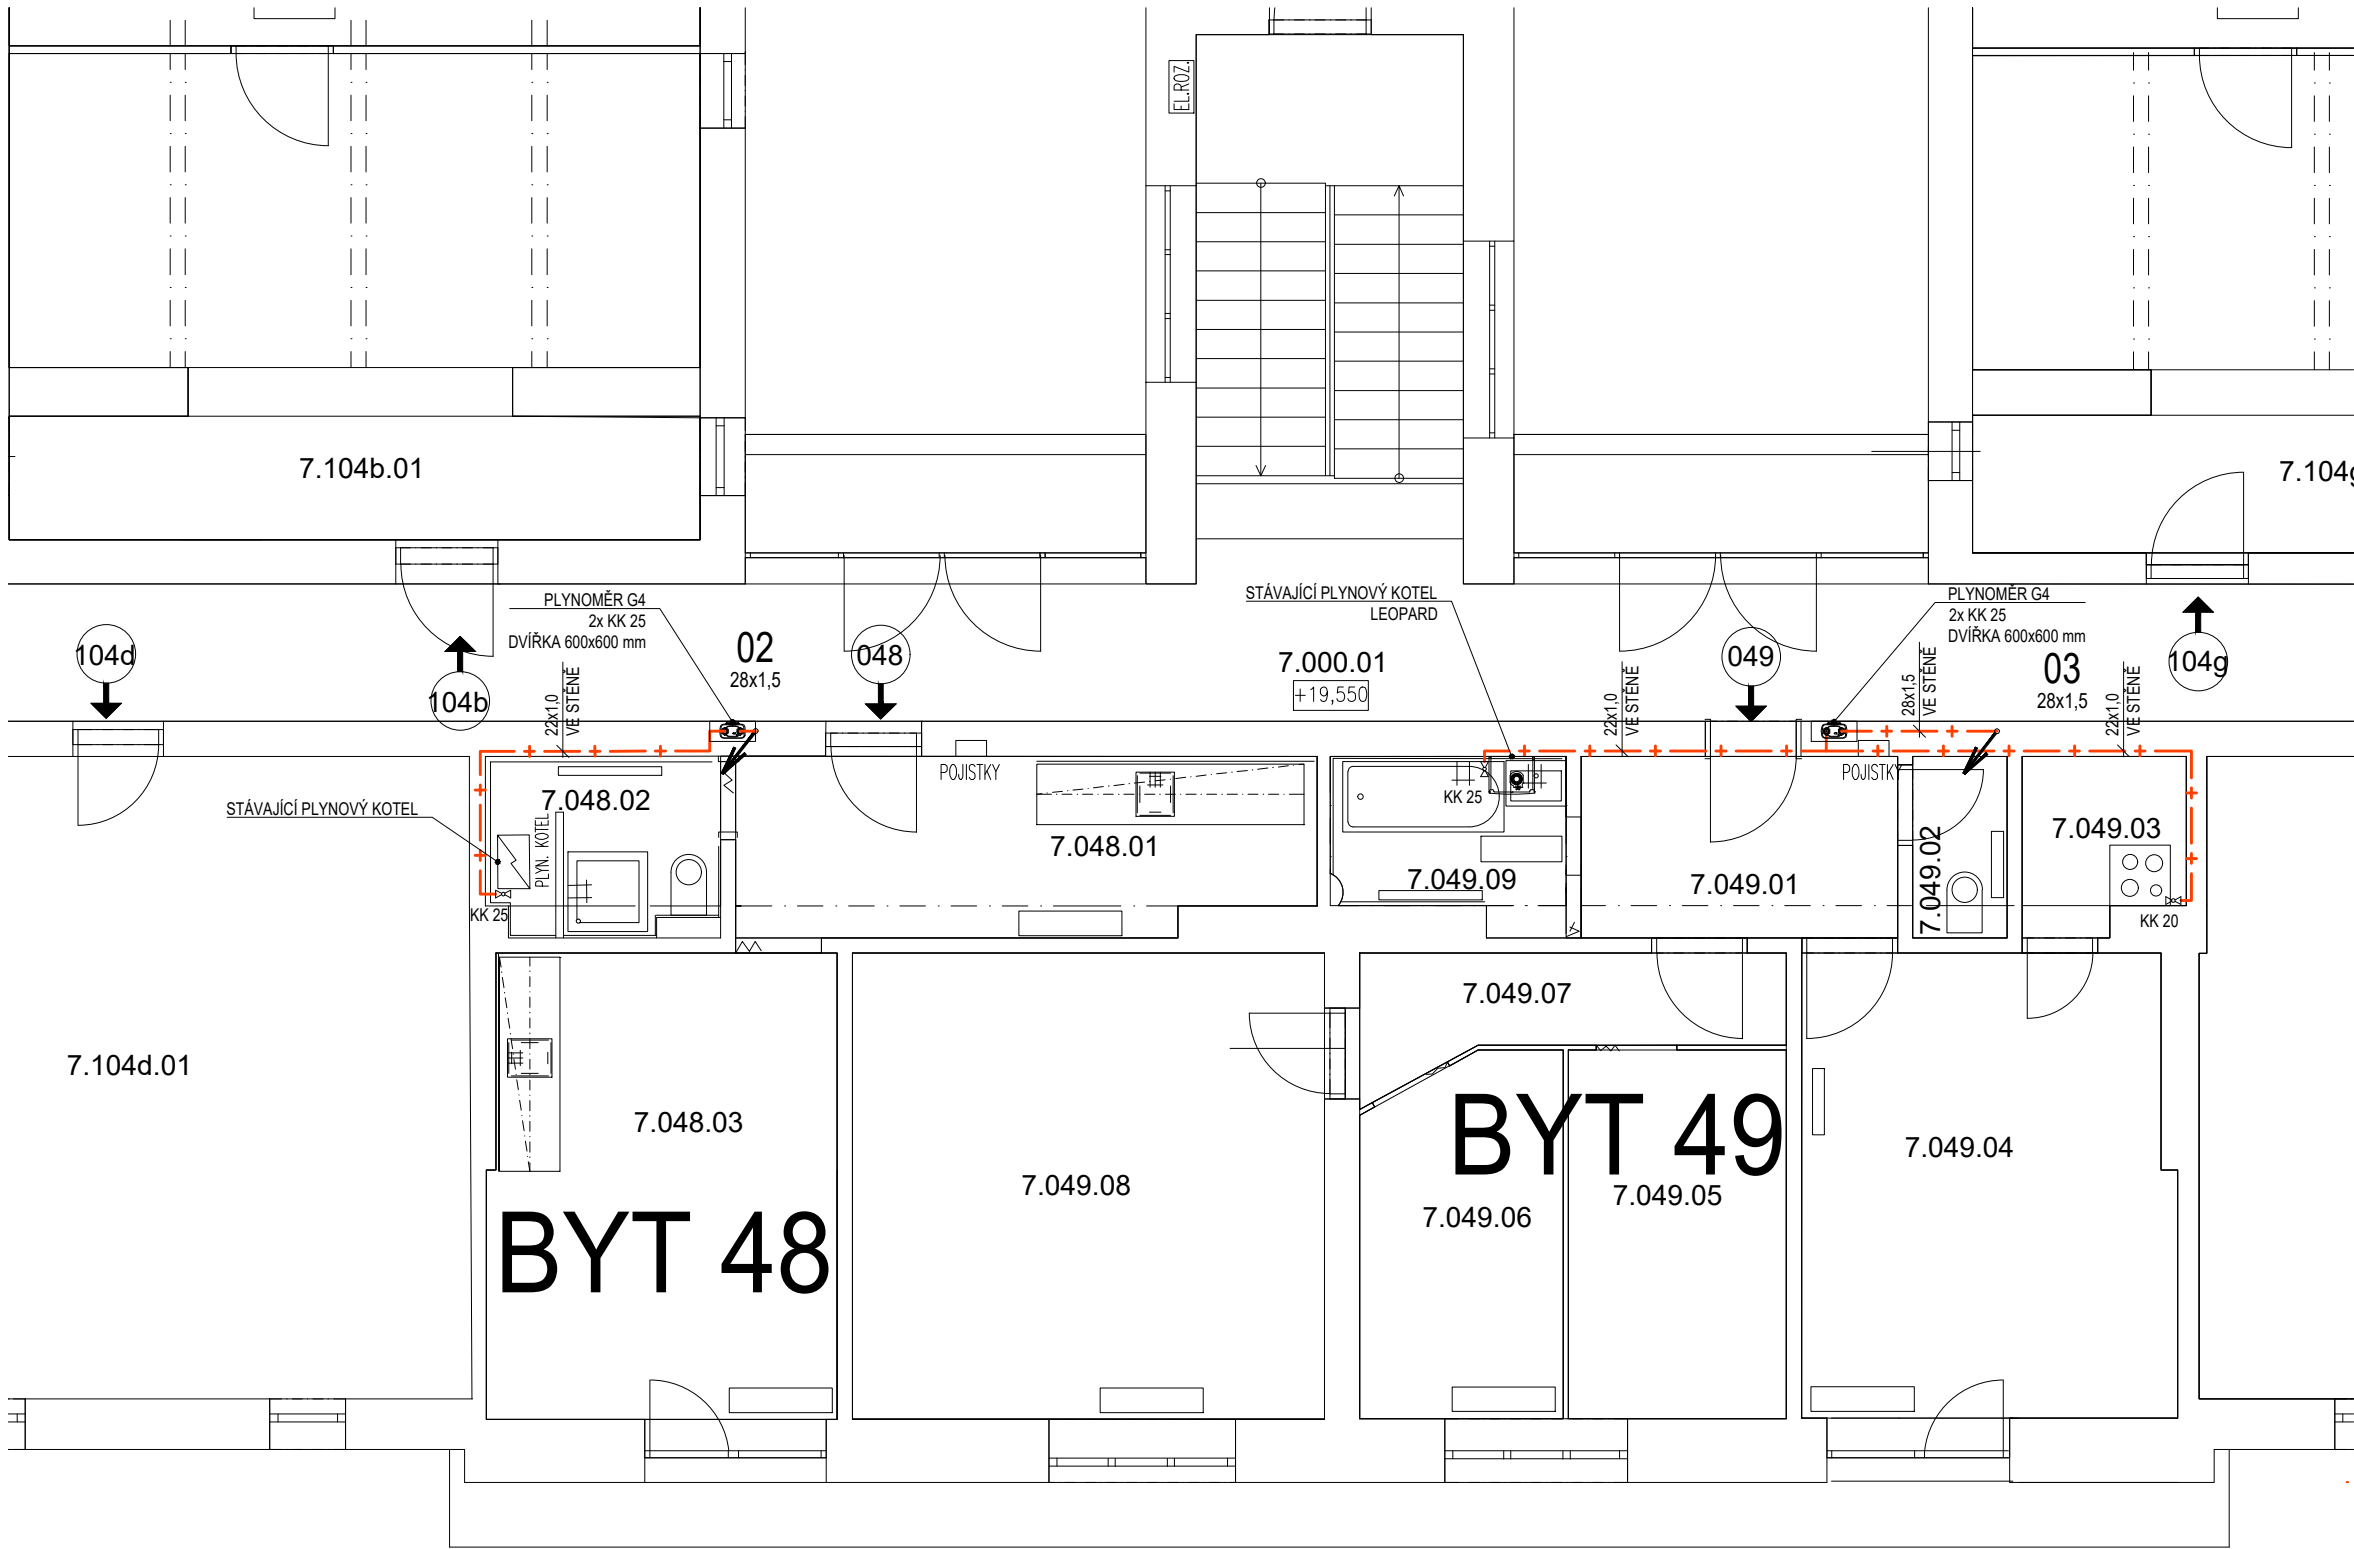 EL.ROZ.
7.104b.01
7.104g
PLYNOMĚR G4
2x KK 25
DVÍŘKA 600x600 mm
STÁVAJÍCÍ PLYNOVÝ KOTEL
LEOPARD
PLYNOMĚR G4
2x KK 25
DVÍŘKA 600x600 mm
104d
104b
02
28x1,5
048
7.000.01
+19,550
049
03
28x1,5
104g
22x1,0
VE STĚNĚ
22x1,0
VE STĚNĚ
28x1,5
VE STĚNĚ
22x1,0
VE STĚNĚ
POJISTKY
POJISTKY
STÁVAJÍCÍ PLYNOVÝ KOTEL
7.048.02
PLYN. KOTEL
KK 25
7.048.01
KK 25
7.049.09
7.049.01
7.049.02
7.049.03
KK 20
7.104d.01
7.048.03
BYT 48
7.049.08
7.049.07
BYT 49
7.049.06
7.049.05
7.049.04